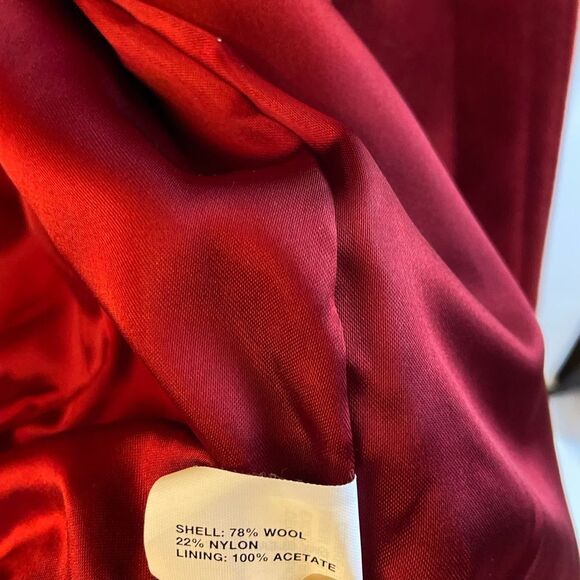 SHELL: 78% WOOL
22% NYLON
LINING: 100% ACETATE